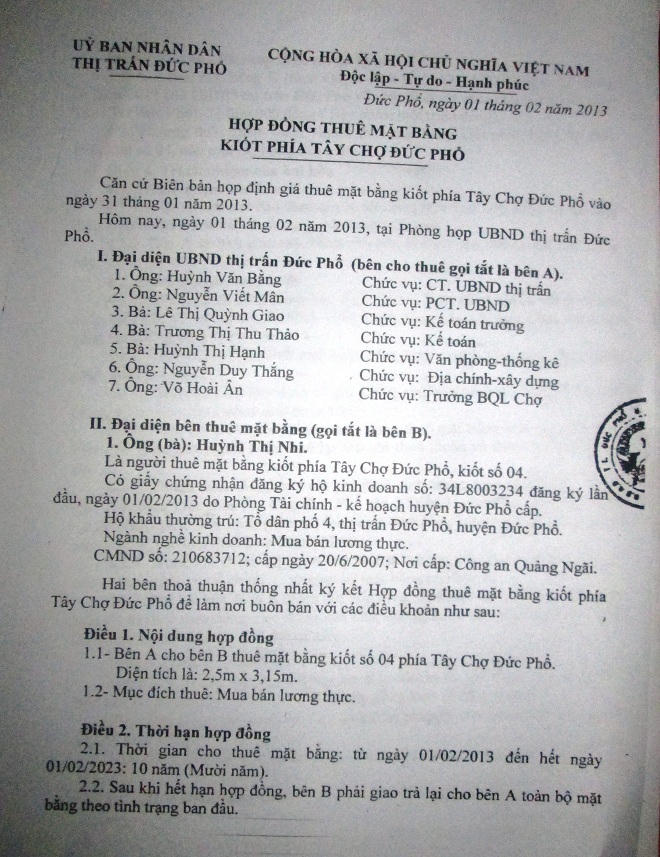 UỶ BAN NHÂN DÂN
THỊ TRẤN ĐỨC PHỔ
CỘNG HÒA XÃ HỘI CHỦ NGHĨA VIỆT NAM
Độc lập - Tự do - Hạnh phúc
Đức Phổ, ngày 01 tháng 02 năm 2013
HỢP ĐỒNG THUÊ MẶT BẰNG
KIÓT PHÍA TÂY CHỢ ĐỨC PHỔ
Căn cứ Biên bản họp định giá thuê mặt bằng kiốt phía Tây Chợ Đức Phổ vào
ngày 31 tháng 01 năm 2013.
Hôm nay, ngày 01 tháng 02 năm 2013, tại Phòng họp UBND thị trấn Đức
Phổ.
I. Đại diện UBND thị trấn Đức Phổ (bên cho thuê gọi tắt là bên A).
1. Ông: Huỳnh Văn Bằng Chức vụ: CT. UBND thị trấn
2. Ông: Nguyễn Viết Mân Chức vụ: PCT. UBND
3. Bà: Lê Thị Quỳnh Giao Chức vụ: Kế toán trưởng
4. Bà: Trương Thị Thu Thảo Chức vụ: Kế toán
5. Bà: Huỳnh Thị Hạnh Chức vụ: Văn phòng-thống kê
6. Ông: Nguyễn Duy Thắng Chức vụ: Địa chính-xây dựng
7. Ông: Võ Hoài Ân Chức vụ: Trưởng BQL Chợ
II. Đại diện bên thuê mặt bằng (gọi tắt là bên B).
1. Ông (bà): Huỳnh Thị Nhi.
Là người thuê mặt bằng kiốt phía Tây Chợ Đức Phổ, kiốt số 04.
Có giấy chứng nhận đăng ký hộ kinh doanh số: 34L8003234 đăng ký lần
đầu, ngày 01/02/2013 do Phòng Tài chính - kế hoạch huyện Đức Phổ cấp.
Hộ khẩu thường trú: Tổ dân phố 4, thị trấn Đức Phổ, huyện Đức Phổ.
Ngành nghề kinh doanh: Mua bán lương thực.
CMND số: 210683712; cấp ngày 20/6/2007; Nơi cấp: Công an Quảng Ngãi.
Hai bên thoả thuận thống nhất ký kết Hợp đồng thuê mặt bằng kiốt phía
Tây Chợ Đức Phổ để làm nơi buôn bán với các điều khoản như sau:
Điều 1. Nội dung hợp đồng
1.1- Bên A cho bên B thuê mặt bằng kiốt số 04 phía Tây Chợ Đức Phổ.
Diện tích là: 2,5m x 3,15m.
1.2- Mục đích thuê: Mua bán lương thực.
Điều 2. Thời hạn hợp đồng
2.1. Thời gian cho thuê mặt bằng: từ ngày 01/02/2013 đến hết ngày
01/02/2023: 10 năm (Mười năm).
2.2. Sau khi hết hạn hợp đồng, bên B phải giao trả lại cho bên A toàn bộ mặt
bằng theo tình trạng ban đầu.